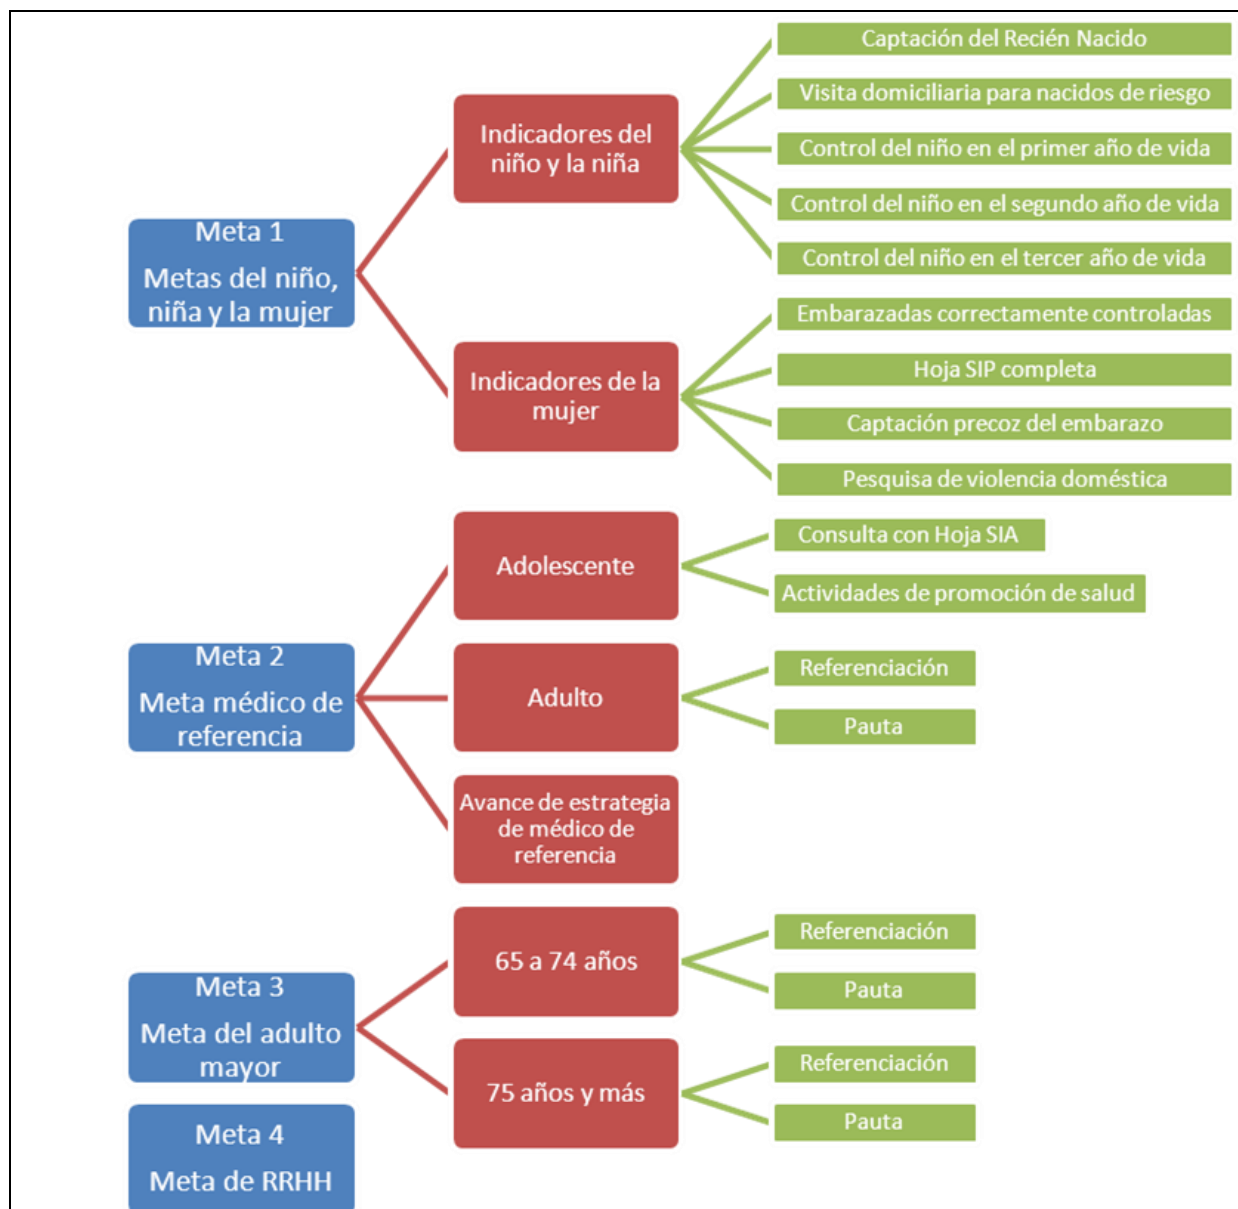 Meta 1
Metas del niño,
niña y la mujer
Indicadores del
niño y la niña
Captación del Recién Nacido
Visita domiciliaria para nacidos de riesgo
Control del niño en el primer año de vida
Control del niño en el segundo año de vida
Control del niño en el tercer año de vida
Indicadores de la
mujer
Embarazadas correctamente controladas
Hoja SIP completa
Captación precoz del embarazo
Pesquisa de violencia doméstica
Meta 2
Meta médico de
referencia
Adolescente
Consulta con Hoja SIA
Actividades de promoción de salud
Adulto
Referenciación
Pauta
Avance de estrategia
de médico de
referencia
Meta 3
Meta del adulto
mayor
65 a 74 años
Referenciación
Pauta
75 años y más
Referenciación
Pauta
Meta 4
Meta de RRHH